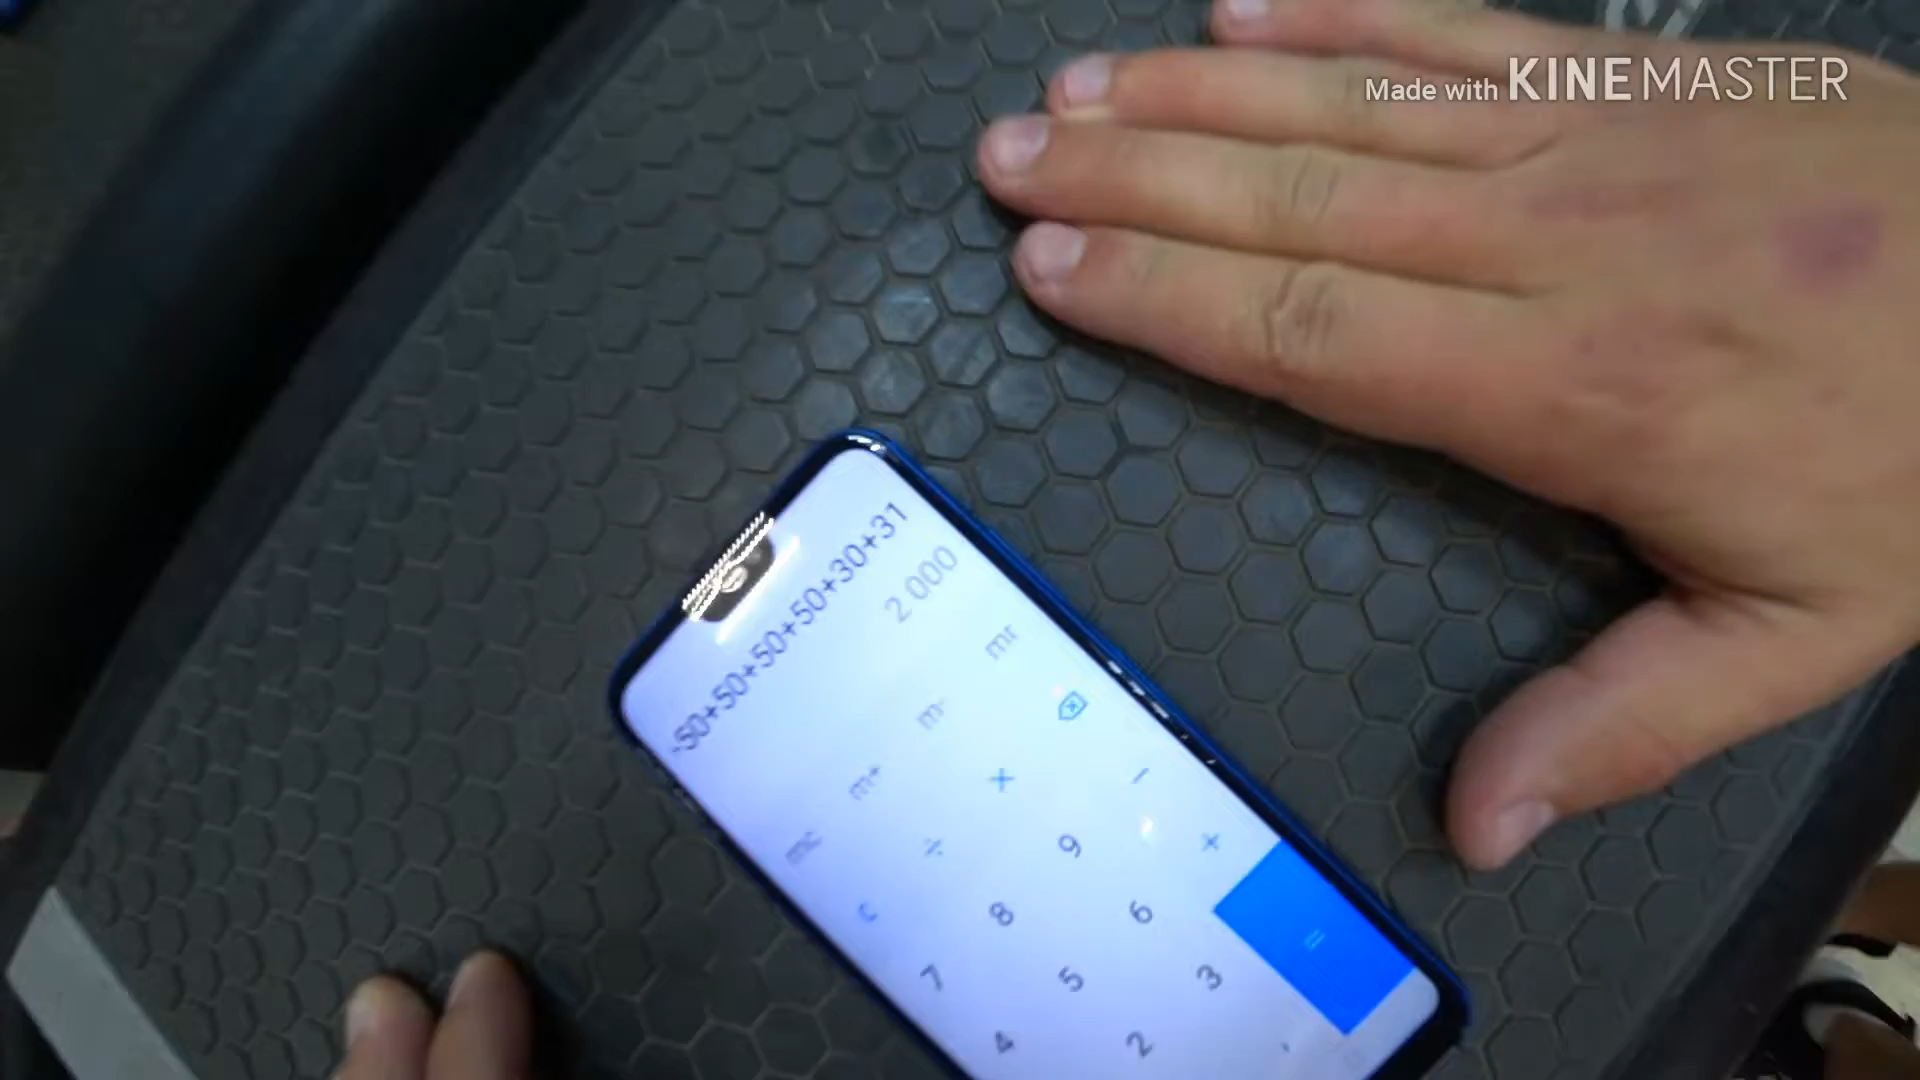 Made with KINEMASTER
50+50+50+50+30+31
2 000
mc m+ m- mr
c ÷ ×
7 8 9 −
4 5 6 +
2 3 =
,